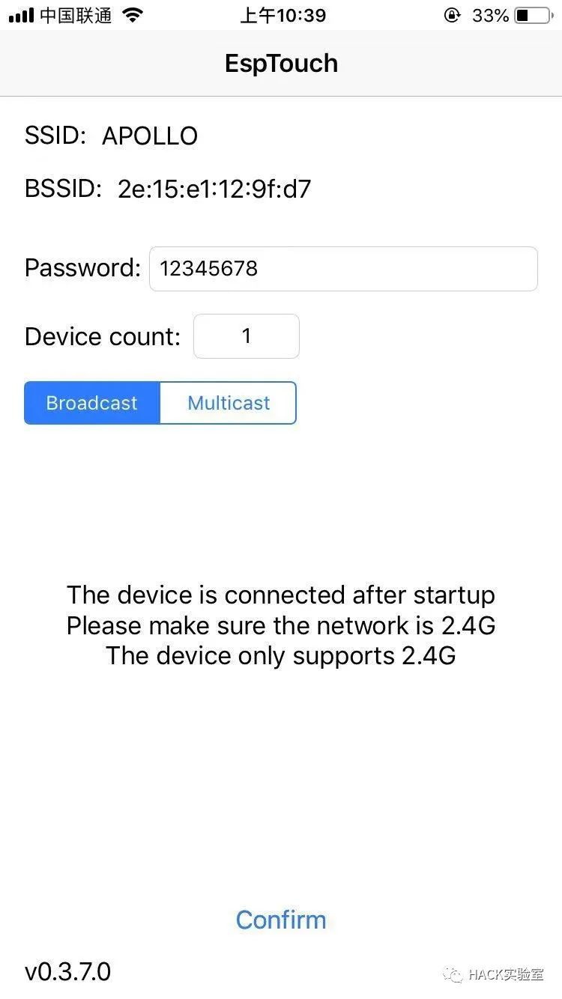 中国联通 上午10:39 33%
EspTouch
SSID: APOLLO
BSSID: 2e:15:e1:12:9f:d7
Password: 12345678
Device count: 1
Broadcast Multicast
The device is connected after startup
Please make sure the network is 2.4G
The device only supports 2.4G
Confirm
v0.3.7.0 HACK实验室